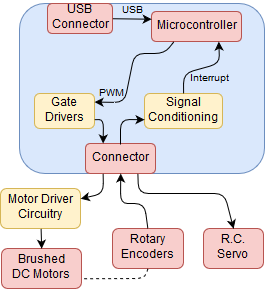 USB
Connector
USB
Microcontroller
PWM
Interrupt
Gate
Drivers
Signal
Conditioning
Connector
Motor Driver
Circuitry
Brushed
DC Motors
Rotary
Encoders
R.C.
Servo